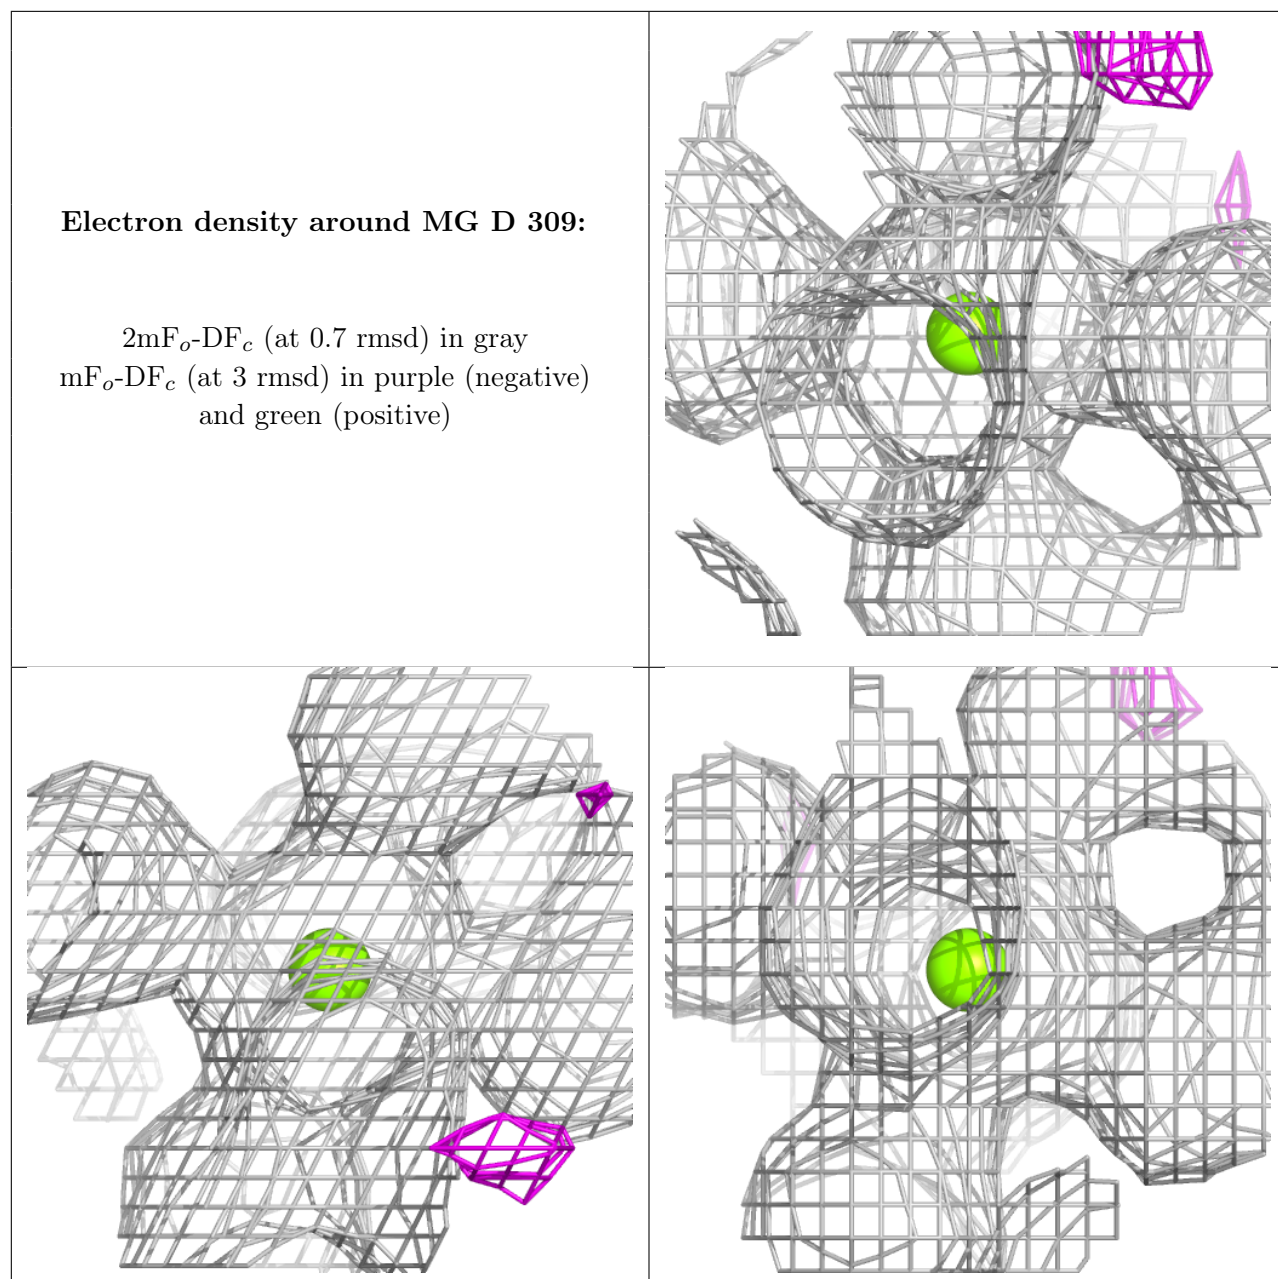 Electron density around MG D 309:
2mFo-DFc (at 0.7 rmsd) in gray
mFo-DFc (at 3 rmsd) in purple (negative)
and green (positive)